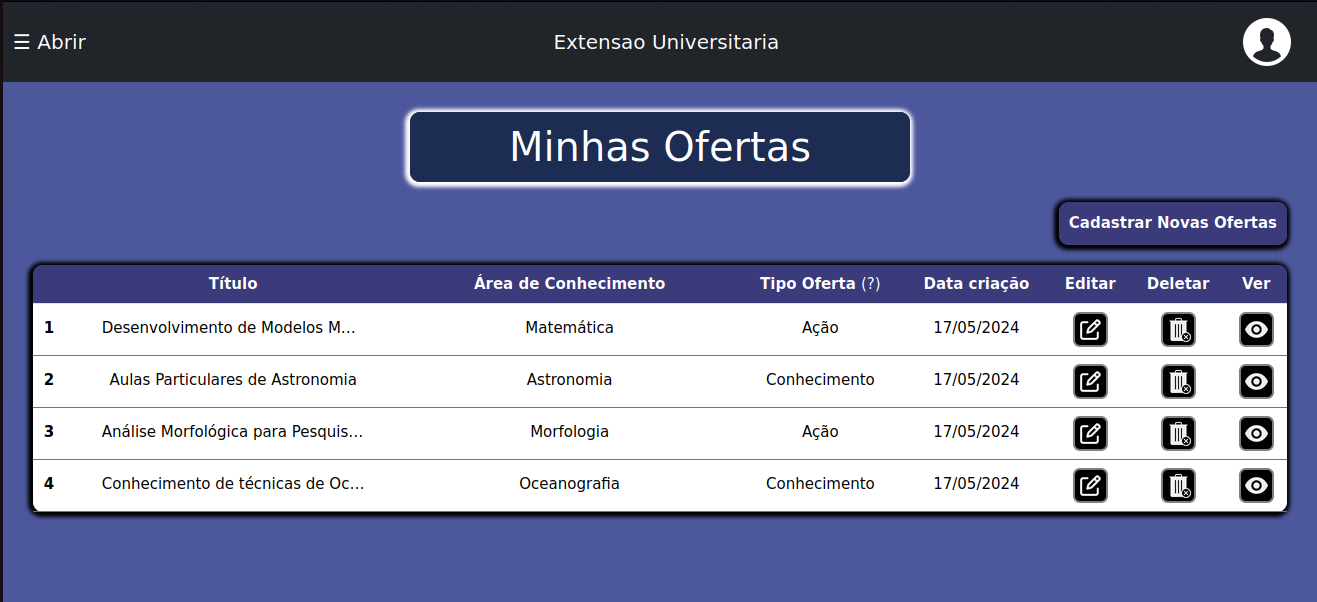 ☰ Abrir Extensao Universitaria
Minhas Ofertas
Cadastrar Novas Ofertas
Título Área de Conhecimento Tipo Oferta (?) Data criação Editar Deletar Ver
1 Desenvolvimento de Modelos M... Matemática Ação 17/05/2024
2 Aulas Particulares de Astronomia Astronomia Conhecimento 17/05/2024
3 Análise Morfológica para Pesquis... Morfologia Ação 17/05/2024
4 Conhecimento de técnicas de Oc... Oceanografia Conhecimento 17/05/2024